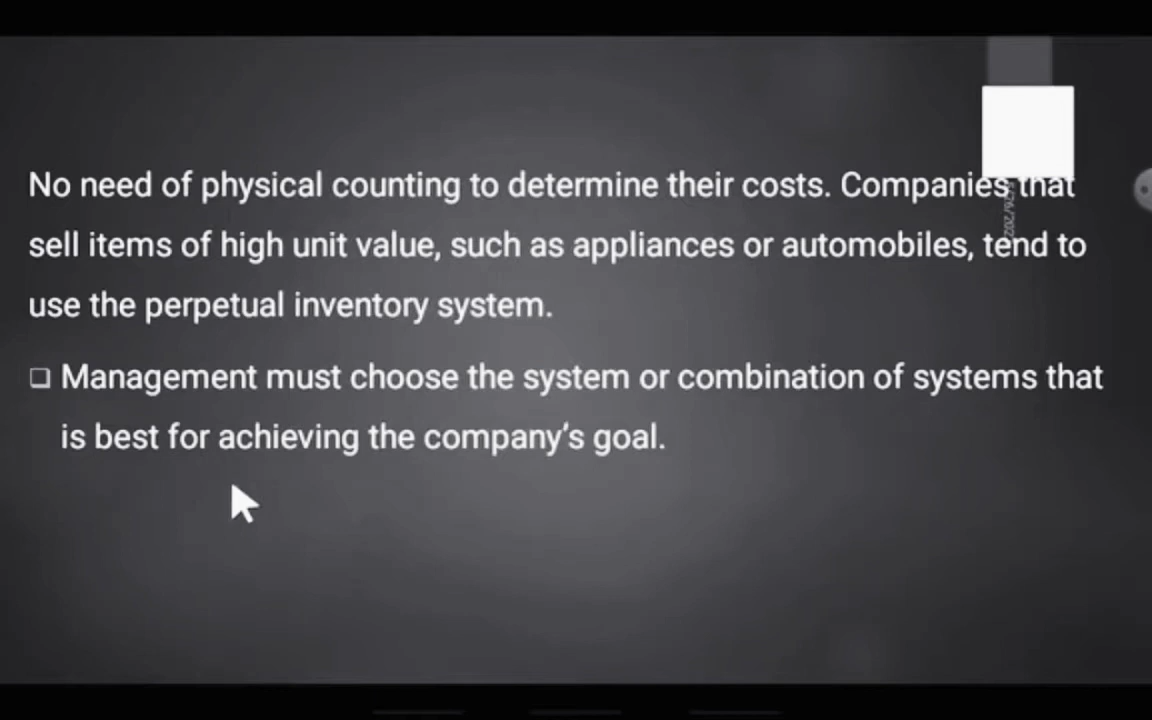 No need of physical counting to determine their costs. Companies that
sell items of high unit value, such as appliances or automobiles, tend to
use the perpetual inventory system.
❑ Management must choose the system or combination of systems that
is best for achieving the company's goal.